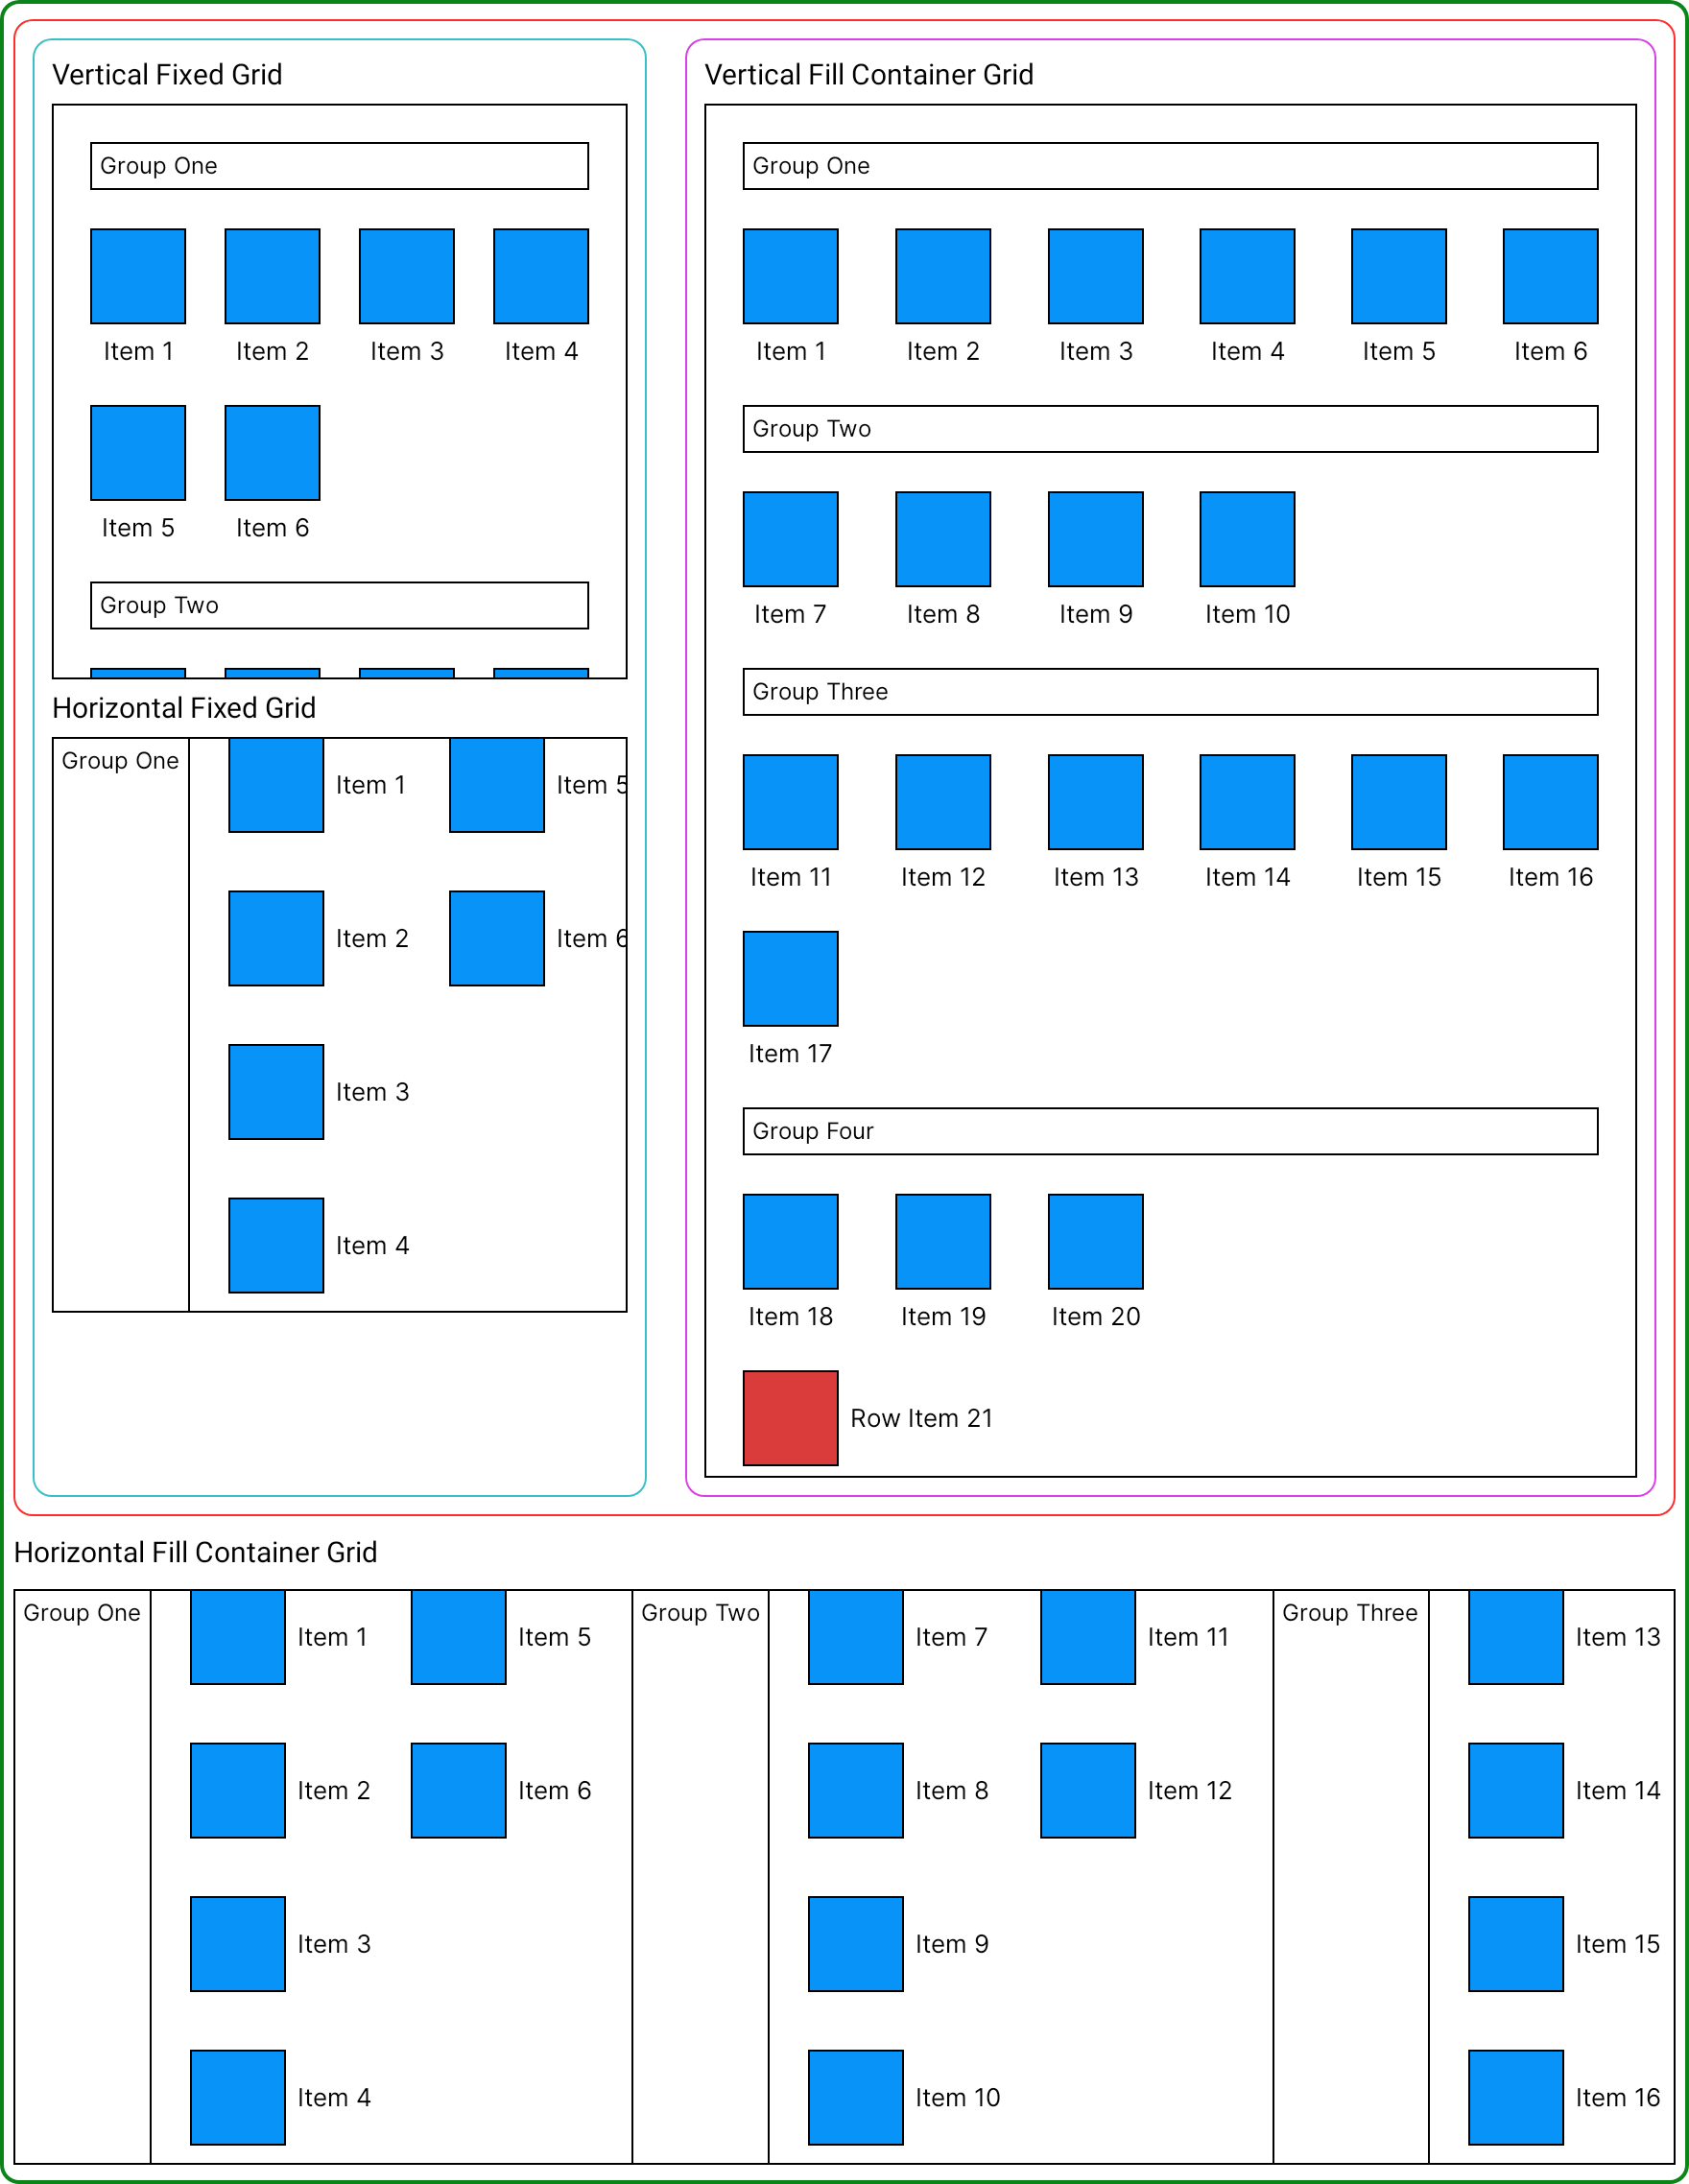 Vertical Fixed Grid
Group One
Item 1 Item 2 Item 3 Item 4
Item 5 Item 6
Group Two
Horizontal Fixed Grid
Group One
Item 1 Item 5
Item 2 Item 6
Item 3
Item 4
Vertical Fill Container Grid
Group One
Item 1 Item 2 Item 3 Item 4 Item 5 Item 6
Group Two
Item 7 Item 8 Item 9 Item 10
Group Three
Item 11 Item 12 Item 13 Item 14 Item 15 Item 16
Item 17
Group Four
Item 18 Item 19 Item 20
Row Item 21
Horizontal Fill Container Grid
Group One Group Two Group Three
Item 1 Item 5 Item 7 Item 11 Item 13
Item 2 Item 6 Item 8 Item 12 Item 14
Item 3 Item 9 Item 15
Item 4 Item 10 Item 16